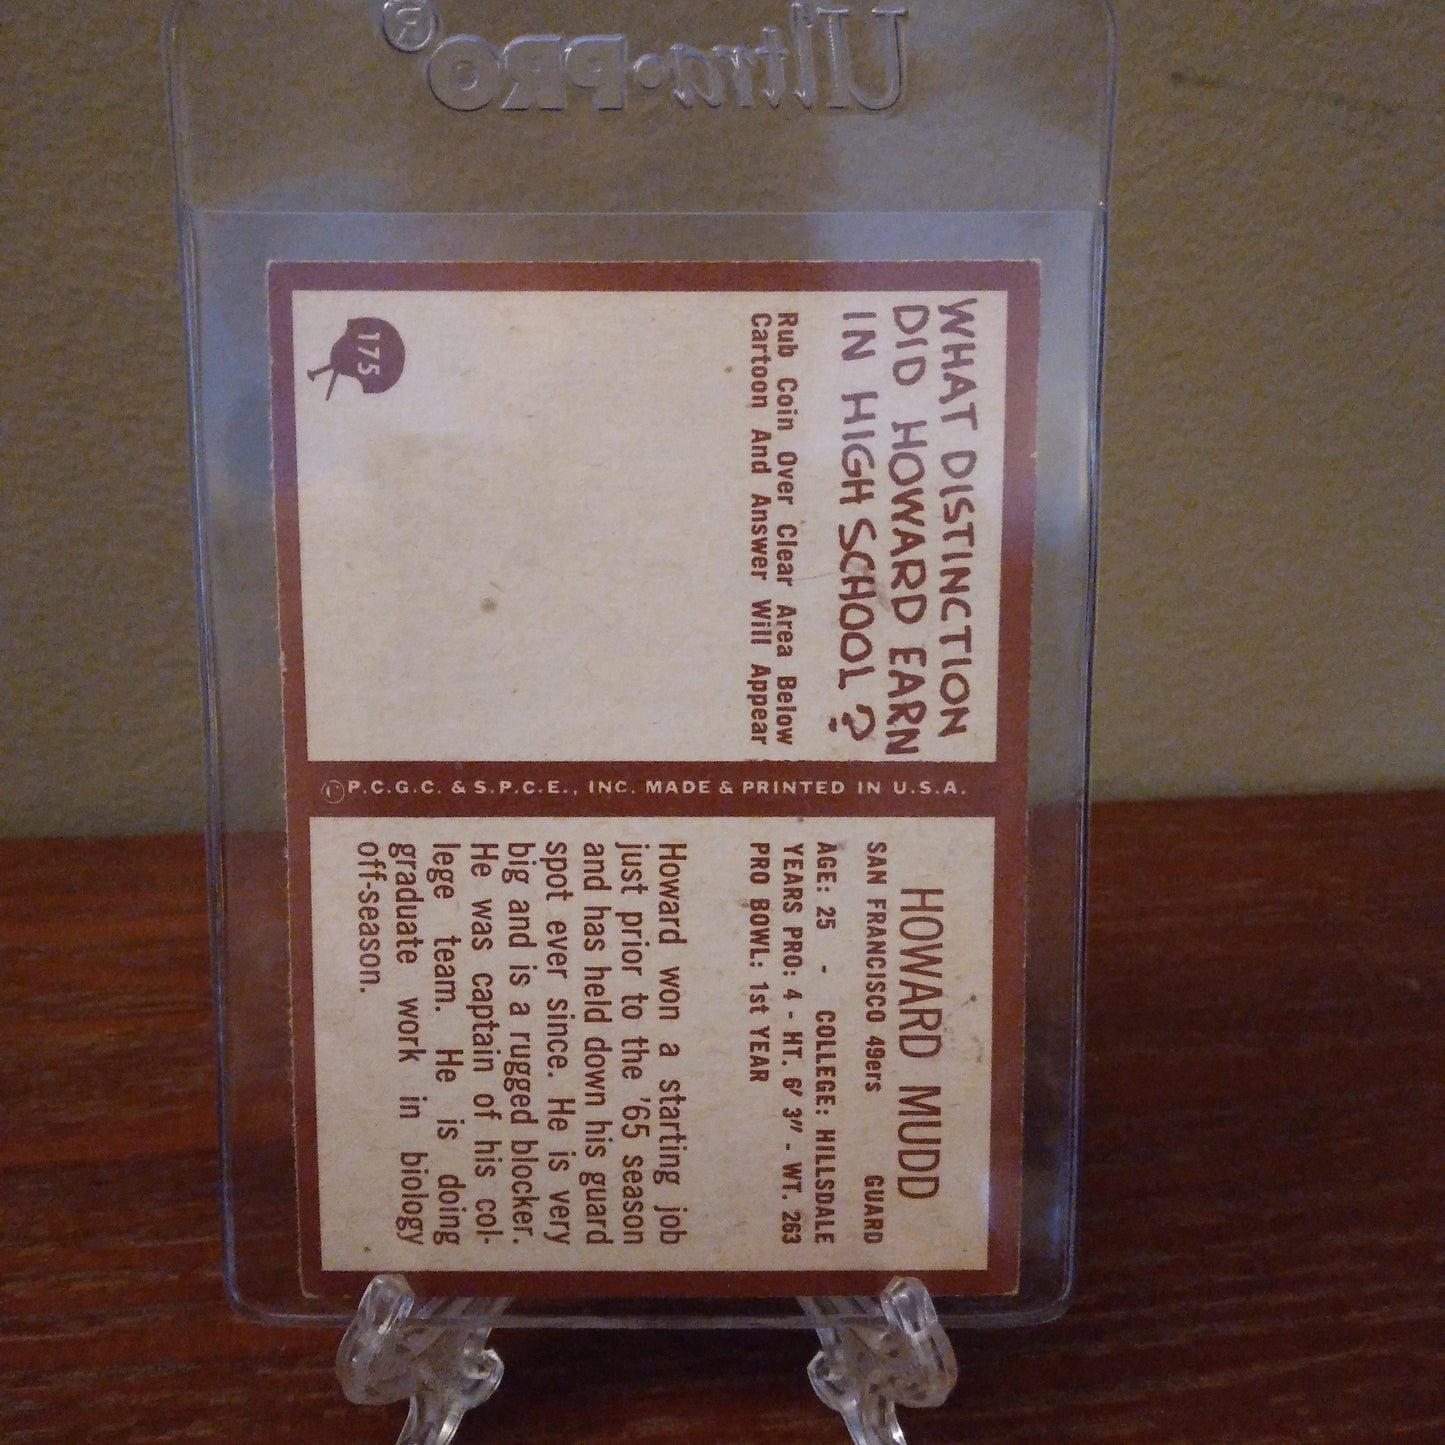 Ultra•PRO®
WHAT DISTINCTION
DID HOWARD EARN
IN HIGH SCHOOL?
Rub Coin Over Clear Area Below
Cartoon And Answer Will Appear
175
© P.C.G.C. & S.P.C.E., INC. MADE & PRINTED IN U.S.A.
HOWARD MUDD
SAN FRANCISCO 49ers GUARD
AGE: 25 - COLLEGE: HILLSDALE
YEARS PRO: 4 - HT. 6' 3" - WT. 263
PRO BOWL: 1st YEAR
Howard won a starting job
just prior to the '65 season
and has held down his guard
spot ever since. He is very
big and is a rugged blocker.
He was captain of his col-
lege team. He is doing
graduate work in biology
off-season.